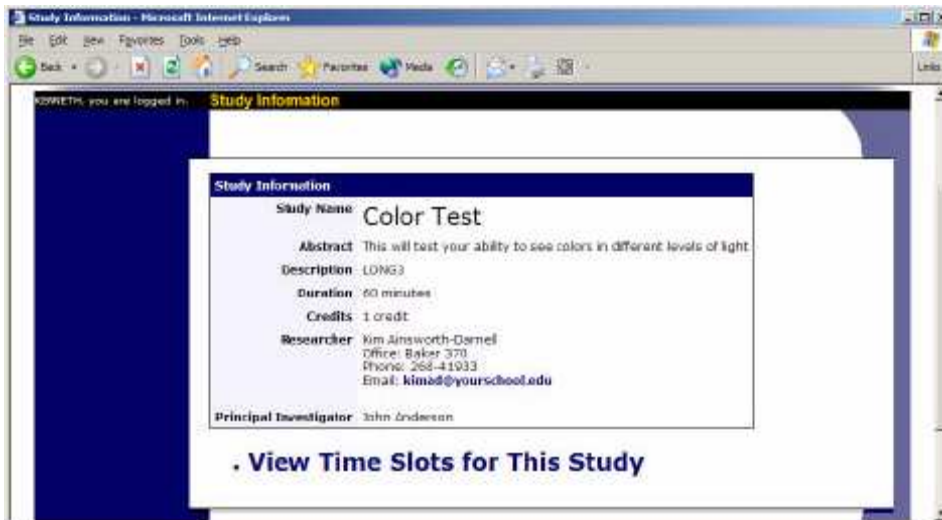 Study Information - Microsoft Internet Explorer
File Edit View Favorites Tools Help
Back Search Favorites Media Links
KENNETH, you are logged in. Study Information
Study Information
Study Name Color Test
Abstract This will test your ability to see colors in different levels of light
Description LONG3
Duration 60 minutes
Credits 1 credit
Researcher Kim Ainsworth-Darnell
Office: Baker 370
Phone: 268-41933
Email: kimad@yourschool.edu
Principal Investigator John Anderson
• View Time Slots for This Study